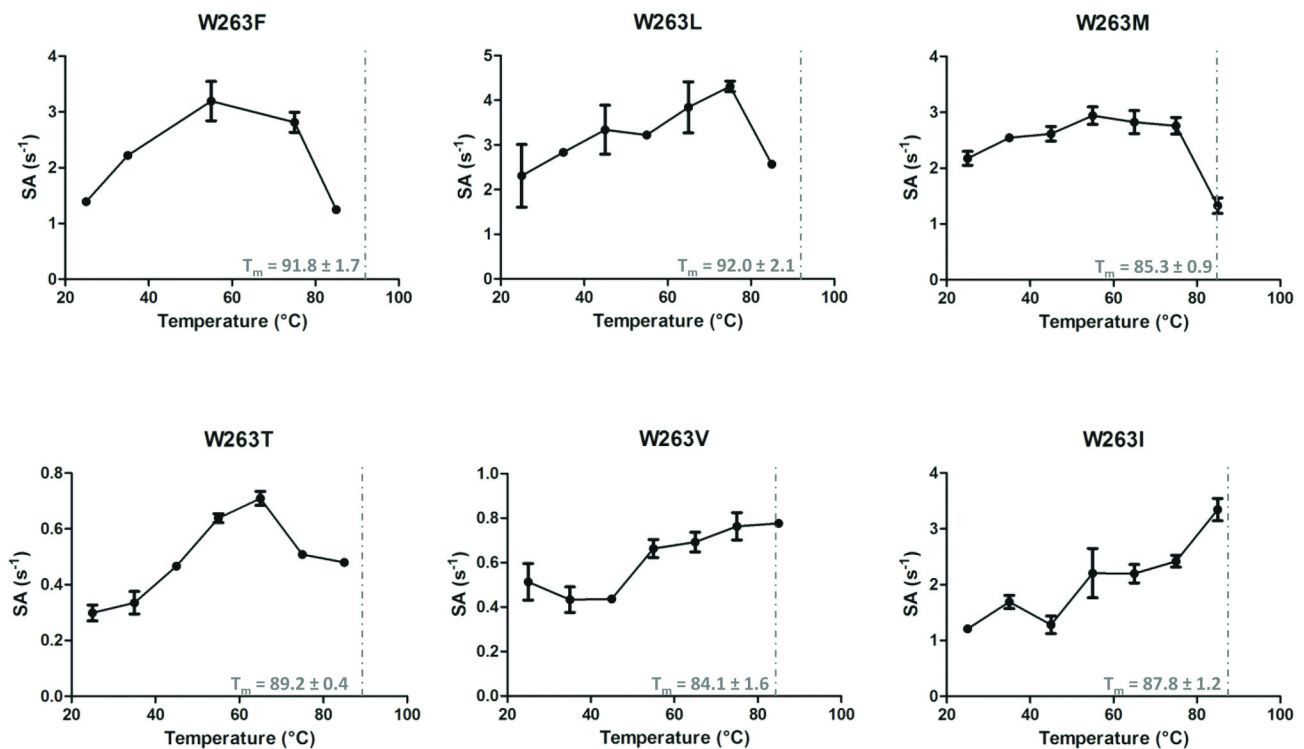 W263F
W263L
W263M
SA (s⁻¹)
4
3
2
1
0
Tₘ = 91.8 ± 1.7
20 40 60 80 100
Temperature (°C)
SA (s⁻¹)
5
4
3
2
1
0
Tₘ = 92.0 ± 2.1
20 40 60 80 100
Temperature (°C)
SA (s⁻¹)
4
3
2
1
0
Tₘ = 85.3 ± 0.9
20 40 60 80 100
Temperature (°C)
W263T
W263V
W263I
SA (s⁻¹)
0.8
0.6
0.4
0.2
0.0
Tₘ = 89.2 ± 0.4
20 40 60 80 100
Temperature (°C)
SA (s⁻¹)
1.0
0.8
0.6
0.4
0.2
0.0
Tₘ = 84.1 ± 1.6
20 40 60 80 100
Temperature (°C)
SA (s⁻¹)
4
3
2
1
0
Tₘ = 87.8 ± 1.2
20 40 60 80 100
Temperature (°C)